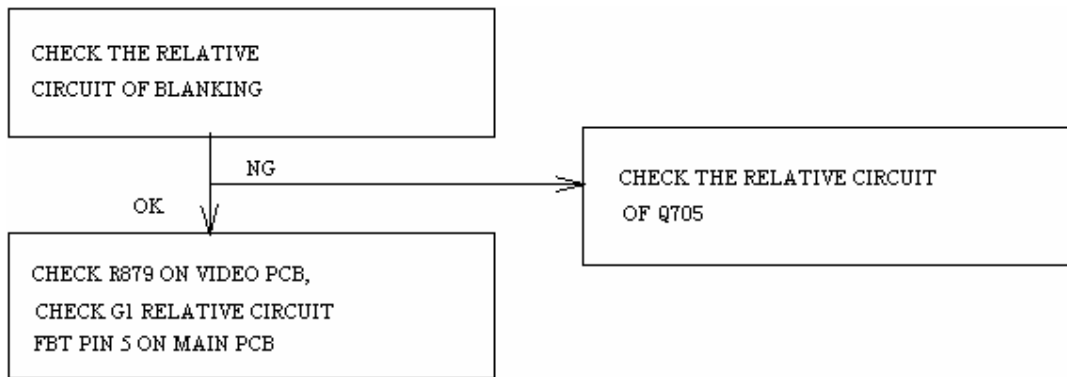 CHECK THE RELATIVE
CIRCUIT OF BLANKING
NG
CHECK THE RELATIVE CIRCUIT
OF Q705
OK
CHECK R879 ON VIDEO PCB,
CHECK G1 RELATIVE CIRCUIT
FBT PIN 5 ON MAIN PCB